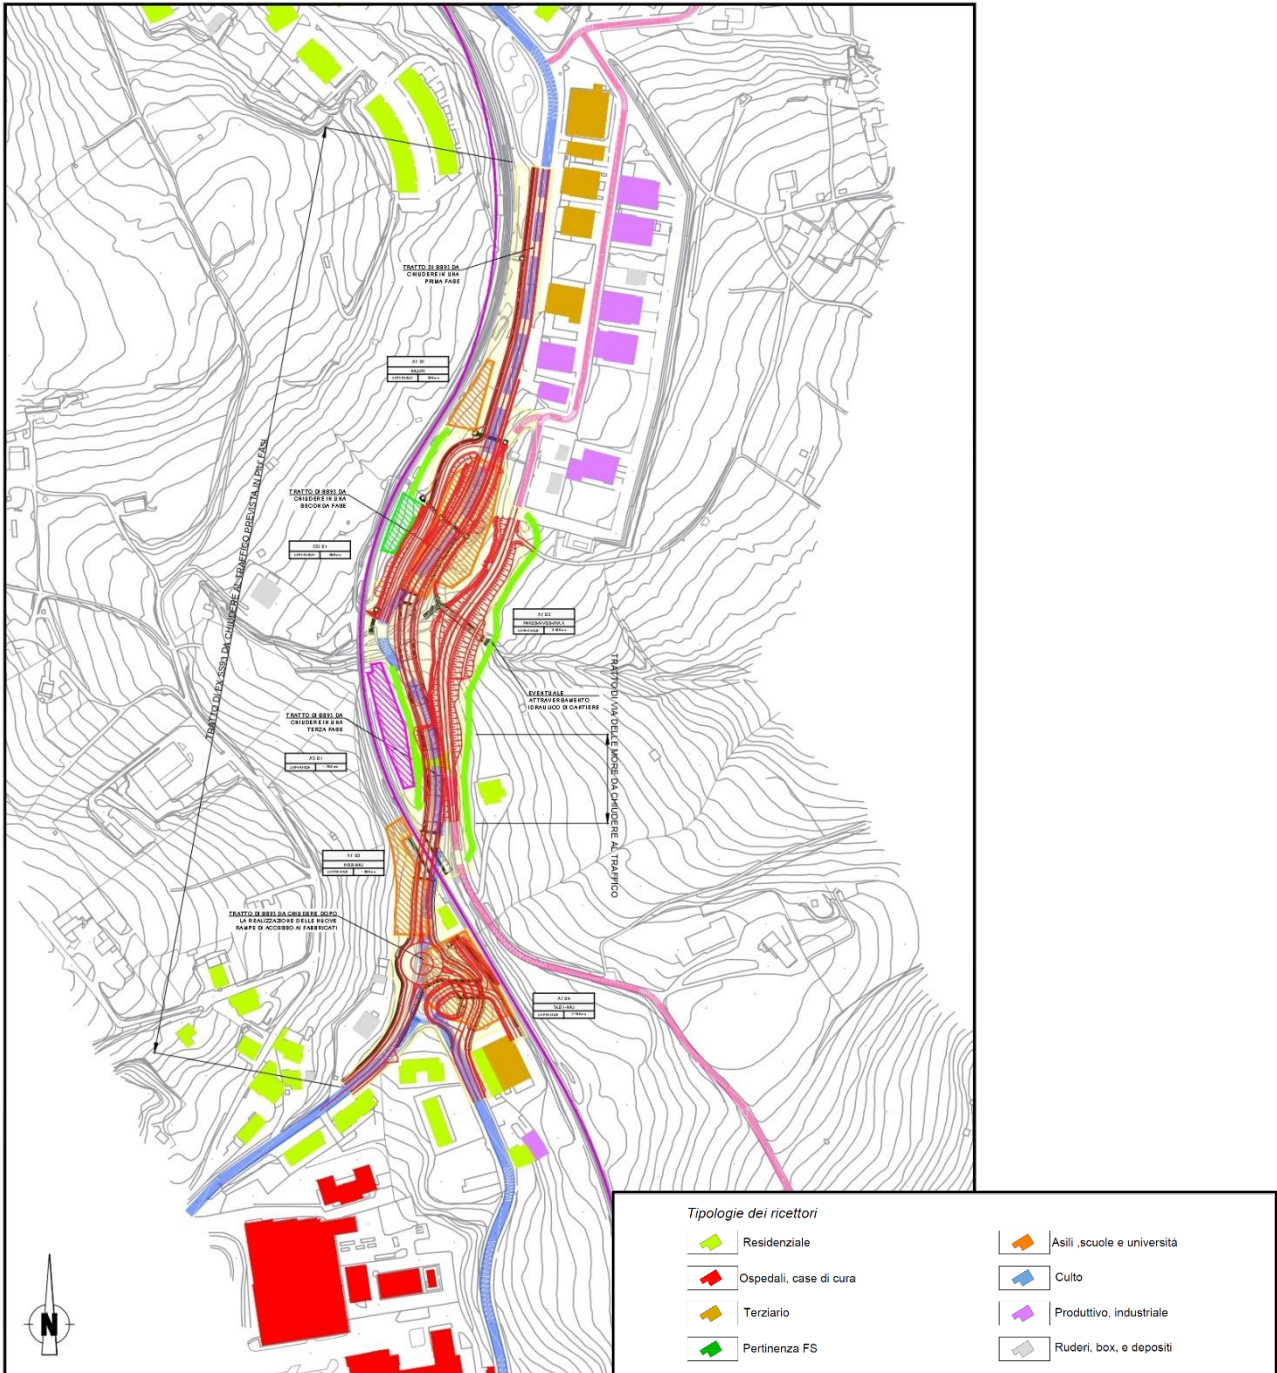 TRATTO DI SS93 DA
CHIUDERE IN UNA
PRIMA FASE
TRATTO DI EX SS93 DA CHIUDERE AL TRAFFICO PREVISTA IN PIU' FASI
TRATTO DI SS93 DA
CHIUDERE IN UNA
SECONDA FASE
EVENTUALE
ATTRAVERSAMENTO
IDRAULICO DI CANTIERE
TRATTO DI VIA DELLE MORE DA CHIUDERE AL TRAFFICO
TRATTO DI SS93 DA
CHIUDERE IN UNA
TERZA FASE
TRATTO DI SS93 DA CHIUDERE DOPO
LA REALIZZAZIONE DELLE NUOVE
RAMPE DI ACCESSO AI FABBRICATI
N
Tipologie dei ricettori
Residenziale
Ospedali, case di cura
Terziario
Pertinenza FS
Asili ,scuole e università
Culto
Produttivo, industriale
Ruderi, box, e depositi